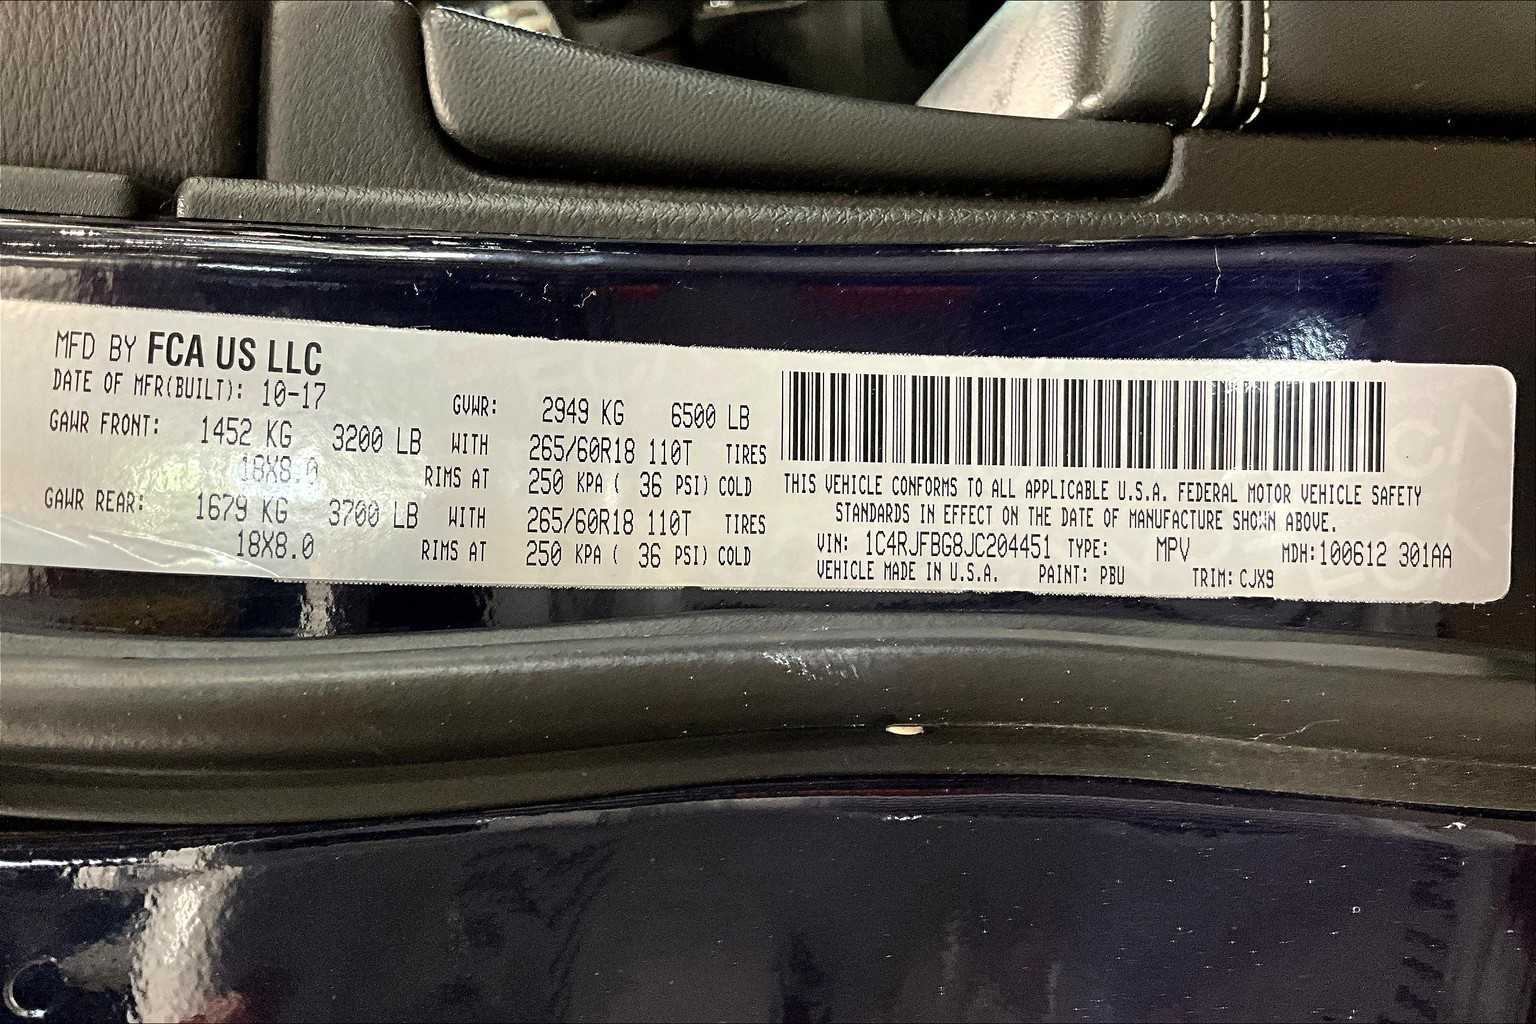 MFD BY FCA US LLC
DATE OF MFR(BUILT): 10-17
GVWR: 2949 KG 6500 LB
GAWR FRONT: 1452 KG 3200 LB WITH 265/60R18 110T TIRES
18X8.0 RIMS AT 250 KPA ( 36 PSI) COLD
GAWR REAR: 1679 KG 3700 LB WITH 265/60R18 110T TIRES
18X8.0 RIMS AT 250 KPA ( 36 PSI) COLD
THIS VEHICLE CONFORMS TO ALL APPLICABLE U.S.A. FEDERAL MOTOR VEHICLE SAFETY
STANDARDS IN EFFECT ON THE DATE OF MANUFACTURE SHOWN ABOVE.
VIN: 1C4RJFBG8JC204451 TYPE: MPV MDH:100612 301AA
VEHICLE MADE IN U.S.A. PAINT: PBU TRIM: CJX9